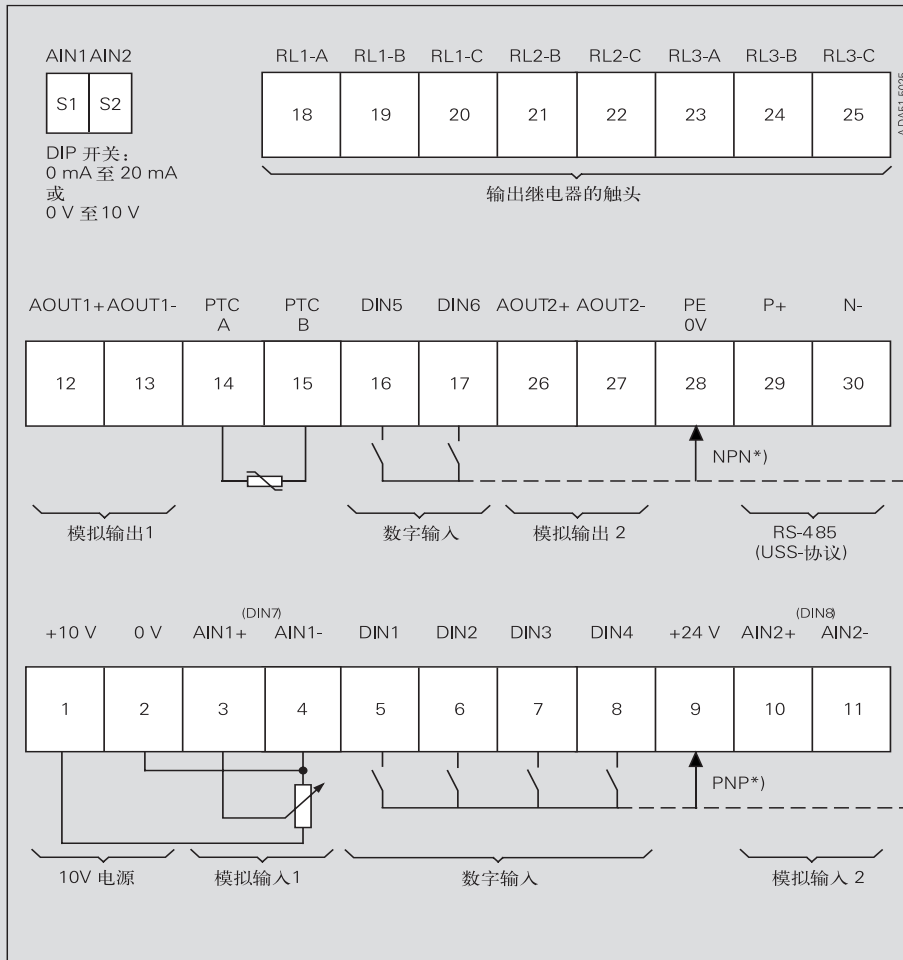 AIN1 AIN2
S1 S2
DIP 开关：
0 mA 至 20 mA
或
0 V 至10 V
RL1-A RL1-B RL1-C RL2-B RL2-C RL3-A RL3-B RL3-C
18 19 20 21 22 23 24 25
输出继电器的触头
AOUT1+ AOUT1- PTC A PTC B DIN5 DIN6 AOUT2+ AOUT2- PE 0V P+ N-
12 13 14 15 16 17 26 27 28 29 30
NPN*)
模拟输出1 数字输入 模拟输出 2 RS-485
(USS-协议)
(DIN7) (DIN8)
+10 V 0 V AIN1+ AIN1- DIN1 DIN2 DIN3 DIN4 +24 V AIN2+ AIN2-
1 2 3 4 5 6 7 8 9 10 11
PNP*)
10V 电源 模拟输入1 数字输入 模拟输入 2